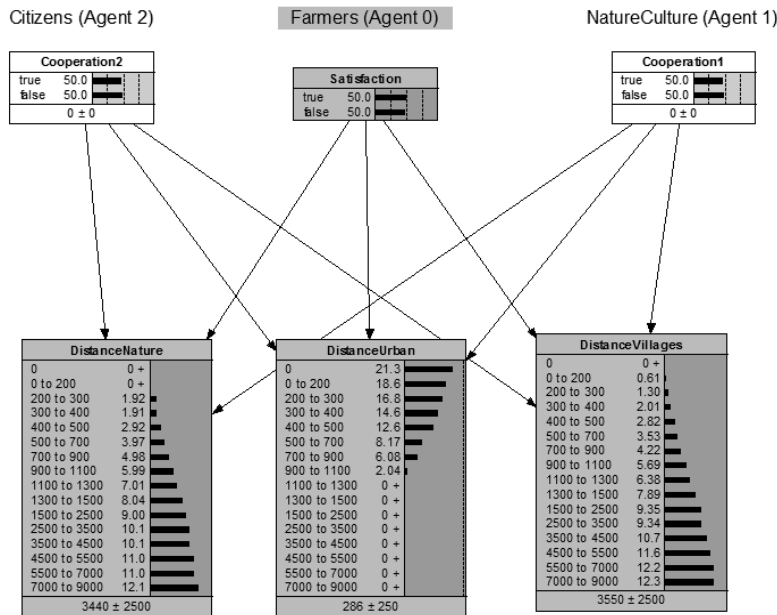 Citizens (Agent 2)
Farmers (Agent 0)
NatureCulture (Agent 1)
Cooperation2
true 50.0
false 50.0
0 ± 0
Satisfaction
true 50.0
false 50.0
Cooperation1
true 50.0
false 50.0
0 ± 0
DistanceNature
0 0 +
0 to 200 0 +
200 to 300 1.92
300 to 400 1.91
400 to 500 2.92
500 to 700 3.97
700 to 900 4.98
900 to 1100 5.99
1100 to 1300 7.01
1300 to 1500 8.04
1500 to 2500 9.00
2500 to 3500 10.1
3500 to 4500 10.1
4500 to 5500 11.0
5500 to 7000 11.0
7000 to 9000 12.1
3440 ± 2500
DistanceUrban
0 21.3
0 to 200 18.6
200 to 300 16.8
300 to 400 14.6
400 to 500 12.6
500 to 700 8.17
700 to 900 6.08
900 to 1100 2.04
1100 to 1300 0 +
1300 to 1500 0 +
1500 to 2500 0 +
2500 to 3500 0 +
3500 to 4500 0 +
4500 to 5500 0 +
5500 to 7000 0 +
7000 to 9000 0 +
286 ± 250
DistanceVillages
0 0 +
0 to 200 0.61
200 to 300 1.30
300 to 400 2.01
400 to 500 2.82
500 to 700 3.53
700 to 900 4.22
900 to 1100 5.69
1100 to 1300 6.38
1300 to 1500 7.89
1500 to 2500 9.35
2500 to 3500 9.34
3500 to 4500 10.7
4500 to 5500 11.6
5500 to 7000 12.2
7000 to 9000 12.3
3550 ± 2500